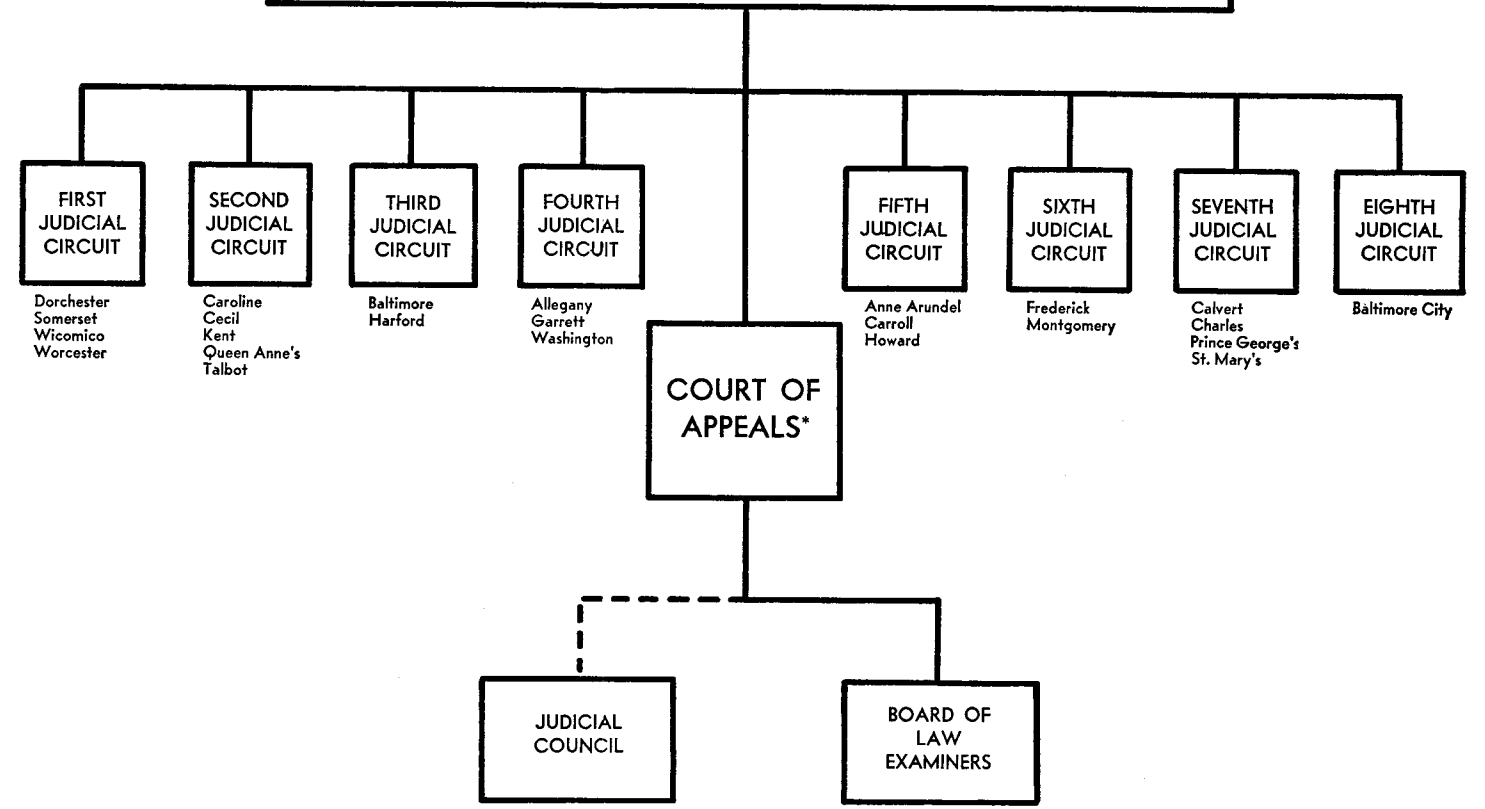 FIRST
JUDICIAL
CIRCUIT
Dorchester
Somerset
Wicomico
Worcester
SECOND
JUDICIAL
CIRCUIT
Caroline
Cecil
Kent
Queen Anne's
Talbot
THIRD
JUDICIAL
CIRCUIT
Baltimore
Harford
FOURTH
JUDICIAL
CIRCUIT
Allegany
Garrett
Washington
FIFTH
JUDICIAL
CIRCUIT
Anne Arundel
Carroll
Howard
SIXTH
JUDICIAL
CIRCUIT
Frederick
Montgomery
SEVENTH
JUDICIAL
CIRCUIT
Calvert
Charles
Prince George's
St. Mary's
EIGHTH
JUDICIAL
CIRCUIT
Baltimore City
COURT OF
APPEALS*
JUDICIAL
COUNCIL
BOARD OF
LAW
EXAMINERS